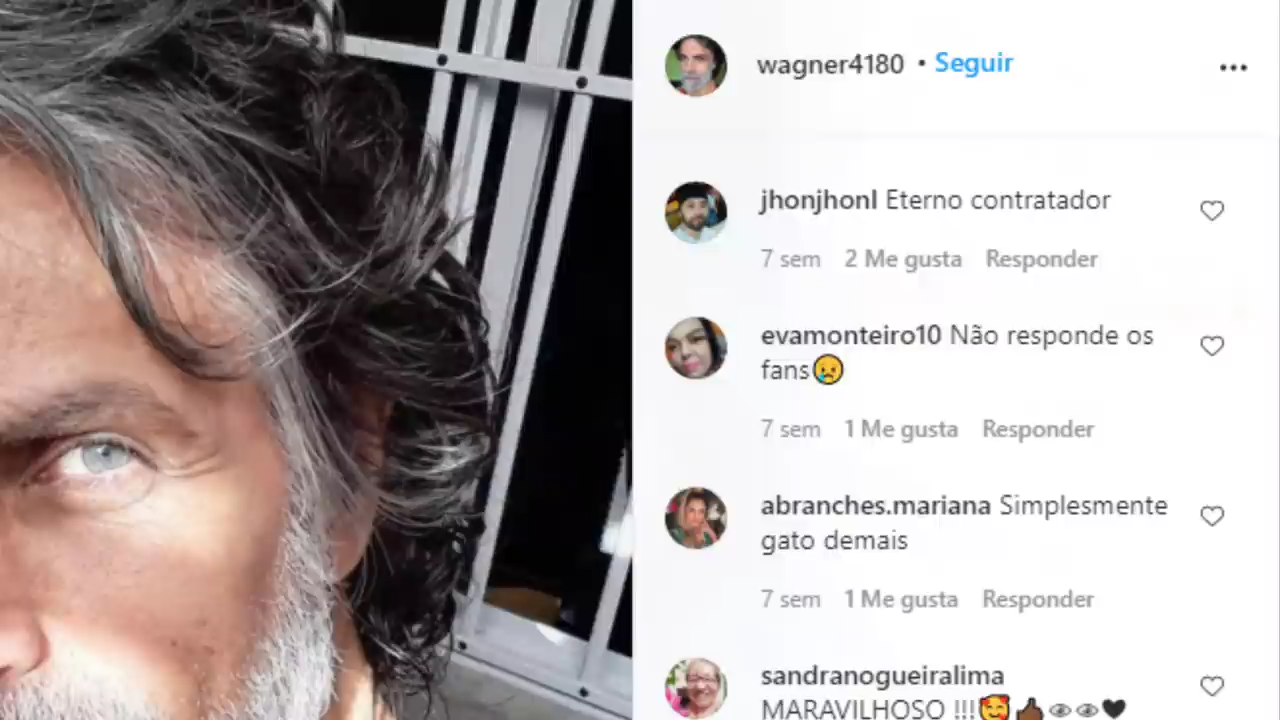 wagner4180 • Seguir
jhonjhonl Eterno contratador
7 sem 2 Me gusta Responder
evamonteiro10 Não responde os
fans😢
7 sem 1 Me gusta Responder
abranches.mariana Simplesmente
gato demais
7 sem 1 Me gusta Responder
sandranogueiralima
MARAVILHOSO !!!🥰👍🏾👁👁🖤